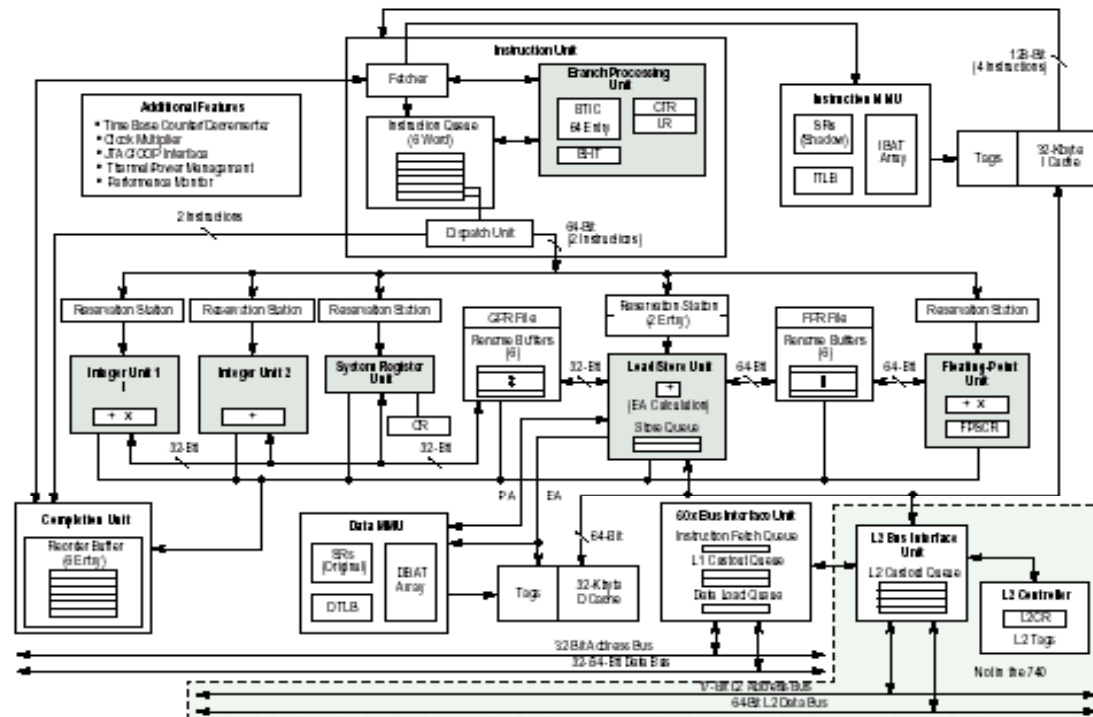 Instruction Unit
Fetcher
Branch Processing
Unit
BTIC
64 Entry
CTR
LR
BHT
Instruction Queue
(6 Word)
Dispatch Unit
64-Bit
(2 Instructions)
2 Instructions
Additional Features
• Time Base Counter/Decrementer
• Clock Multiplier
• JTAG/COP Interface
• Thermal/Power Management
• Performance Monitor
128-Bit
(4 Instructions)
Instruction MMU
SRs
(Shadow)
IBAT
Array
ITLB
Tags
32-Kbyte
I Cache
Reservation Station
Reservation Station
Reservation Station
GPR File
Rename Buffers
(6)
Reservation Station
(2 Entry)
FPR File
Rename Buffers
(6)
Reservation Station
Integer Unit 1
+ x
Integer Unit 2
+
System Register
Unit
CR
32-Bit
32-Bit
32-Bit
Load/Store Unit
+
(EA Calculation)
Store Queue
64-Bit
64-Bit
Floating-Point
Unit
+ x
FPSCR
PA
EA
Completion Unit
Reorder Buffer
(6 Entry)
Data MMU
SRs
(Original)
DBAT
Array
DTLB
64-Bit
Tags
32-Kbyte
D Cache
60x Bus Interface Unit
Instruction Fetch Queue
L1 Castout Queue
Data Load Queue
L2 Bus Interface
Unit
L2 Castout Queue
L2 Controller
L2CR
L2 Tags
Not in the 740
32-Bit Address Bus
32-/64-Bit Data Bus
17-Bit L2 Address Bus
64-Bit L2 Data Bus